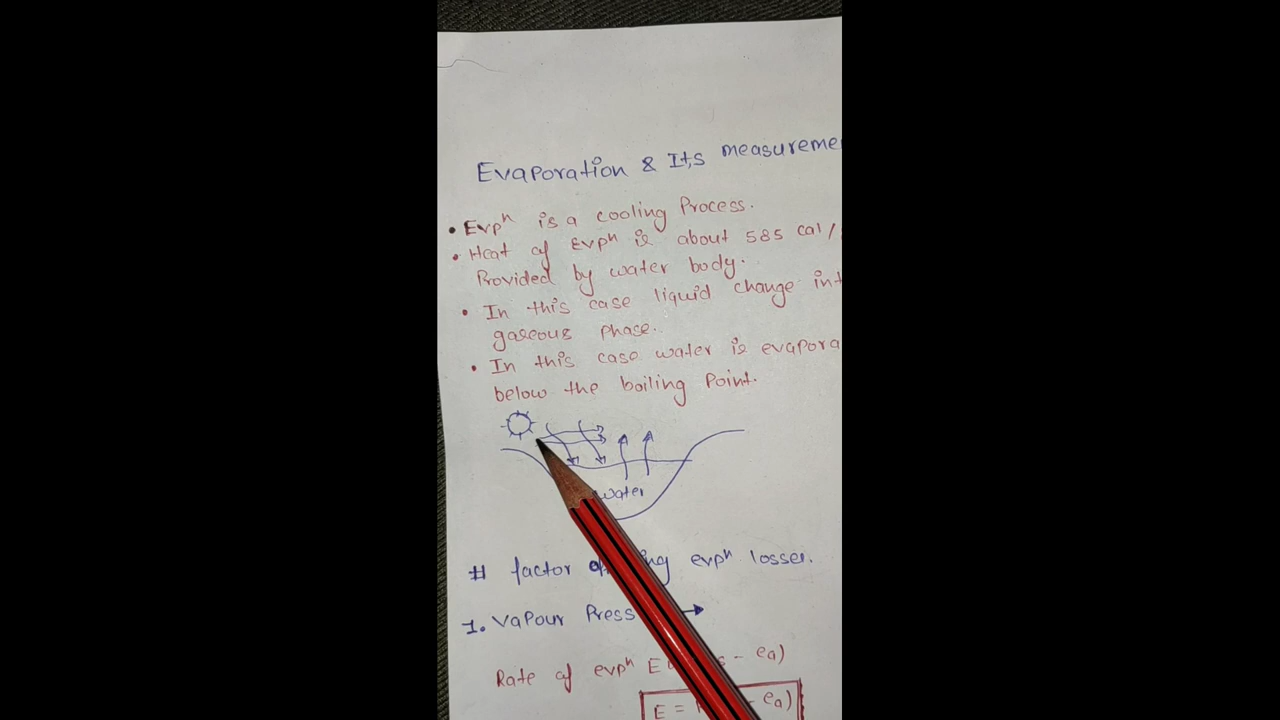 Evaporation & Its measureme
• Evpⁿ is a cooling Process.
• Heat of Evpⁿ is about 585 cal/
Provided by water body.
• In this case liquid change int
gaseous phase.
• In this case water is evapora
below the boiling Point.
water
# factor evpⁿ losses.
1. Vapour Press
Rate of evpⁿ E - ea)
E = - ea)